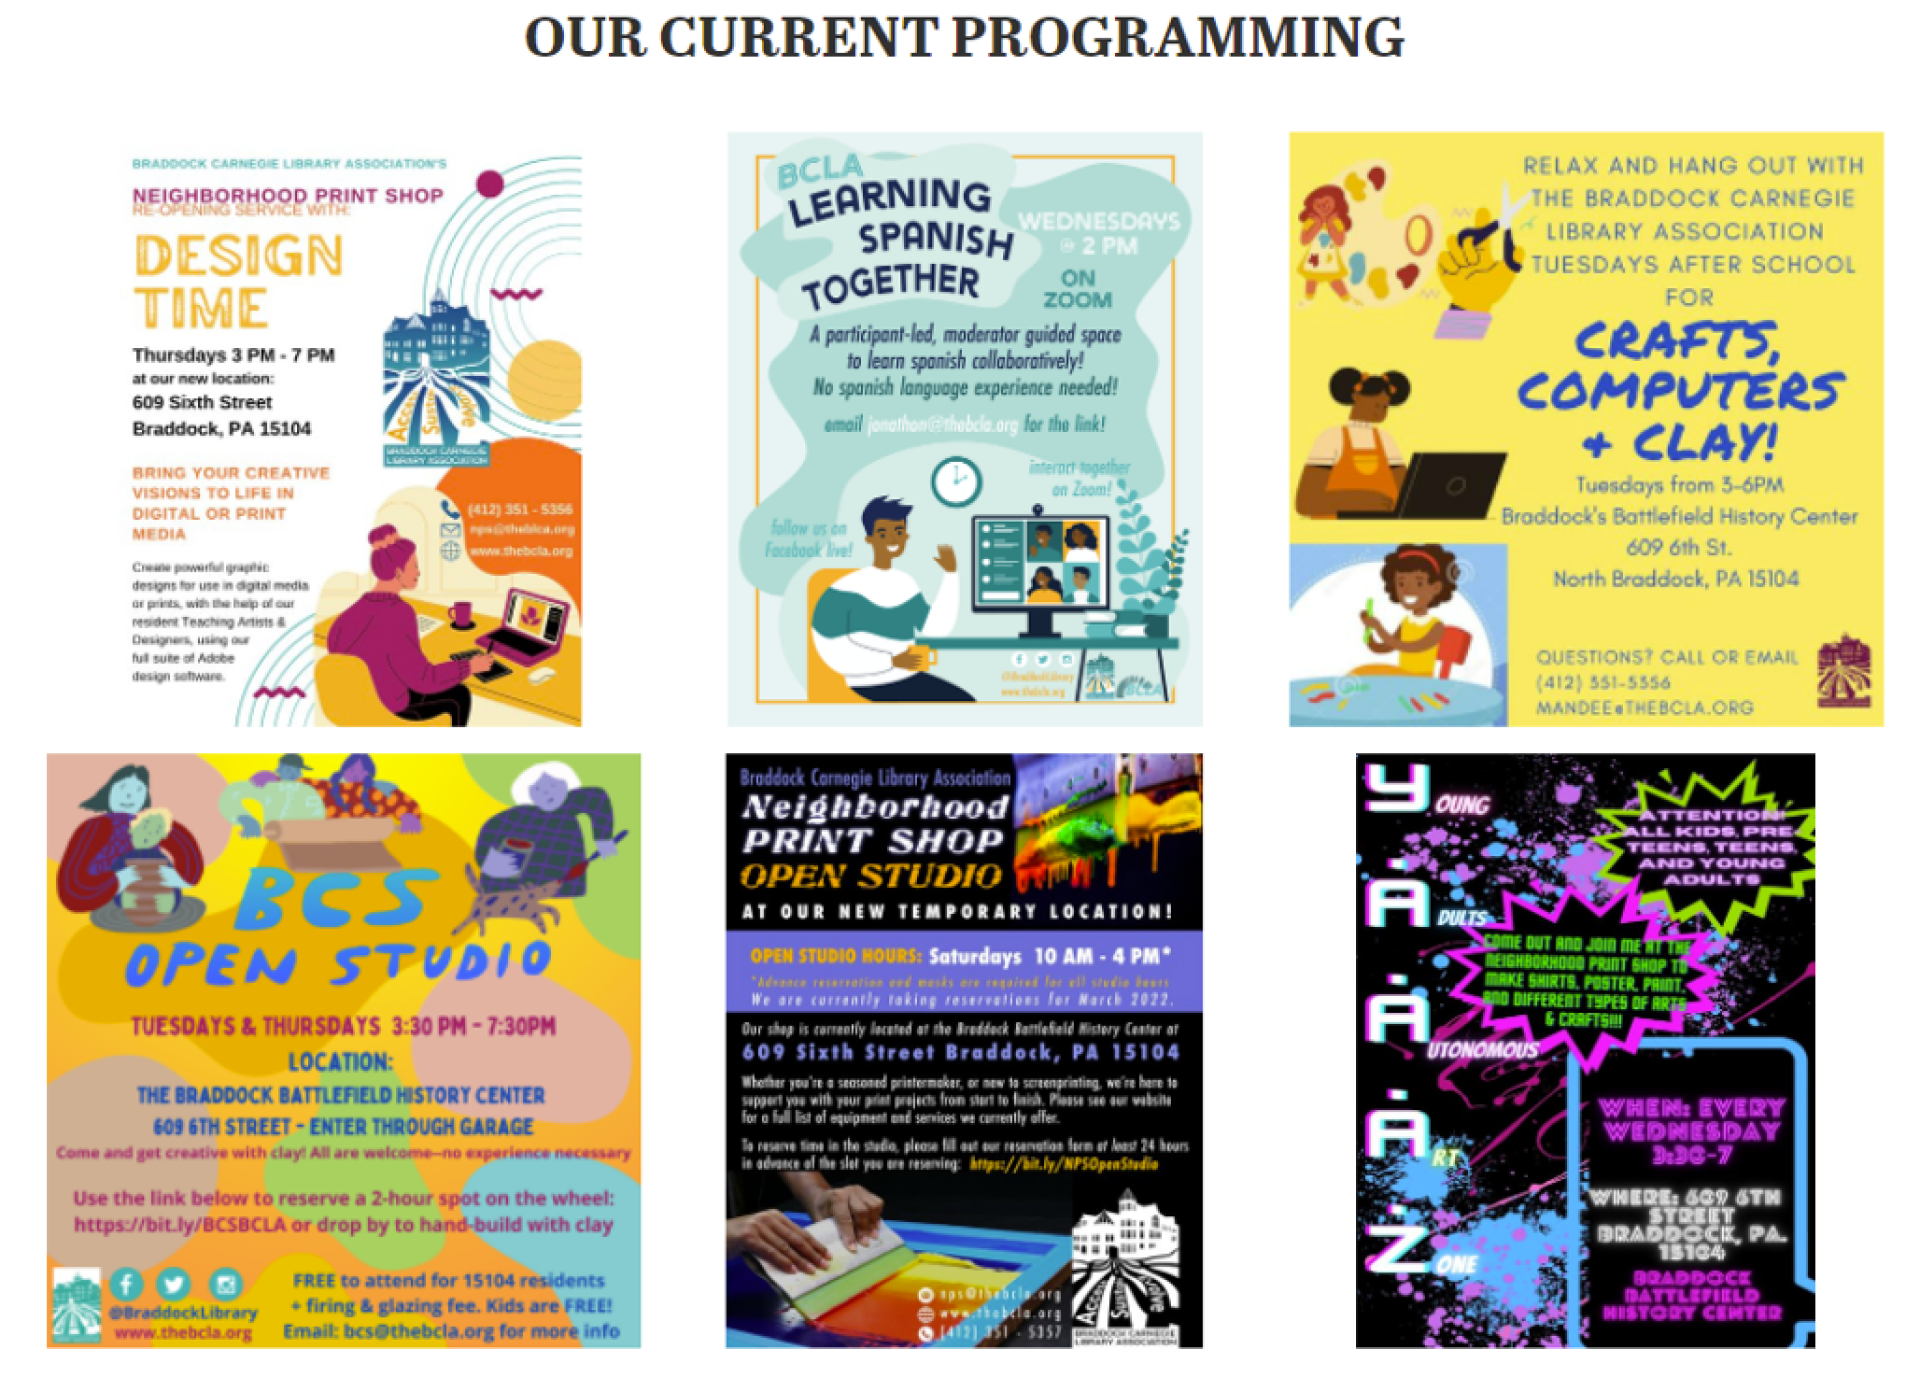 OUR CURRENT PROGRAMMING
BRADDOCK CARNEGIE LIBRARY ASSOCIATION'S
NEIGHBORHOOD PRINT SHOP
RE-OPENING SERVICE WITH:
DESIGN
TIME
Thursdays 3 PM - 7 PM
at our new location:
609 Sixth Street
Braddock, PA 15104
BRING YOUR CREATIVE
VISIONS TO LIFE IN
DIGITAL OR PRINT
MEDIA
Create powerful graphic
designs for use in digital media
or prints, with the help of our
resident Teaching Artists &
Designers, using our
full suite of Adobe
design software.
BRADDOCK CARNEGIE
LIBRARY ASSOCIATION
(412) 351 - 5356
nps@theblca.org
www.thebcla.org
BCLA
LEARNING
SPANISH
TOGETHER
WEDNESDAYS
@ 2 PM
ON
ZOOM
A participant-led, moderator guided space
to learn spanish collaboratively!
No spanish language experience needed!
email jonathan@thebcla.org for the link!
interact together
on Zoom!
follow us on
Facebook live!
@BraddockLibrary
www.thebcla.org
BCLA
RELAX AND HANG OUT WITH
THE BRADDOCK CARNEGIE
LIBRARY ASSOCIATION
TUESDAYS AFTER SCHOOL
FOR
CRAFTS,
COMPUTERS
+ CLAY!
Tuesdays from 3-6PM
Braddock's Battlefield History Center
609 6th St.
North Braddock, PA 15104
QUESTIONS? CALL OR EMAIL
(412) 351-5356
MANDEE@THEBCLA.ORG
BCS
OPEN STUDIO
TUESDAYS & THURSDAYS 3:30 PM - 7:30PM
LOCATION:
THE BRADDOCK BATTLEFIELD HISTORY CENTER
609 6TH STREET - ENTER THROUGH GARAGE
Come and get creative with clay! All are welcome--no experience necessary
Use the link below to reserve a 2-hour spot on the wheel:
https://bit.ly/BCSBCLA or drop by to hand-build with clay
@BraddockLibrary
www.thebcla.org
FREE to attend for 15104 residents
+ firing & glazing fee. Kids are FREE!
Email: bcs@thebcla.org for more info
Braddock Carnegie Library Association
Neighborhood
PRINT SHOP
OPEN STUDIO
AT OUR NEW TEMPORARY LOCATION!
OPEN STUDIO HOURS: Saturdays 10 AM - 4 PM*
*Advance reservation and masks are required for all studio hours
We are currently taking reservations for March 2022.
Our shop is currently located at the Braddock Battlefield History Center at
609 Sixth Street Braddock, PA 15104
Whether you're a seasoned printermaker, or new to screenprinting, we're here to
support you with your print projects from start to finish. Please see our website
for a full list of equipment and services we currently offer.
To reserve time in the studio, please fill out our reservation form at least 24 hours
in advance of the slot you are reserving: https://bit.ly/NPSOpenStudio
nps@thebcla.org
www.thebcla.org
(412) 351 - 5357
BRADDOCK CARNEGIE
LIBRARY ASSOCIATION
YOUNG
ADULTS
AUTONOMOUS
ART
ZONE
ATTENTION!
ALL KIDS, PRE
TEENS, TEENS,
AND YOUNG
ADULTS
COME OUT AND JOIN ME AT THE
NEIGHBORHOOD PRINT SHOP TO
MAKE SHIRTS, POSTER, PAINT,
AND DIFFERENT TYPES OF ARTS
& CRAFTS!!!
WHEN: EVERY
WEDNESDAY
3:30-7
WHERE: 609 6TH
STREET
BRADDOCK, PA.
15104
BRADDOCK
BATTLEFIELD
HISTORY CENTER